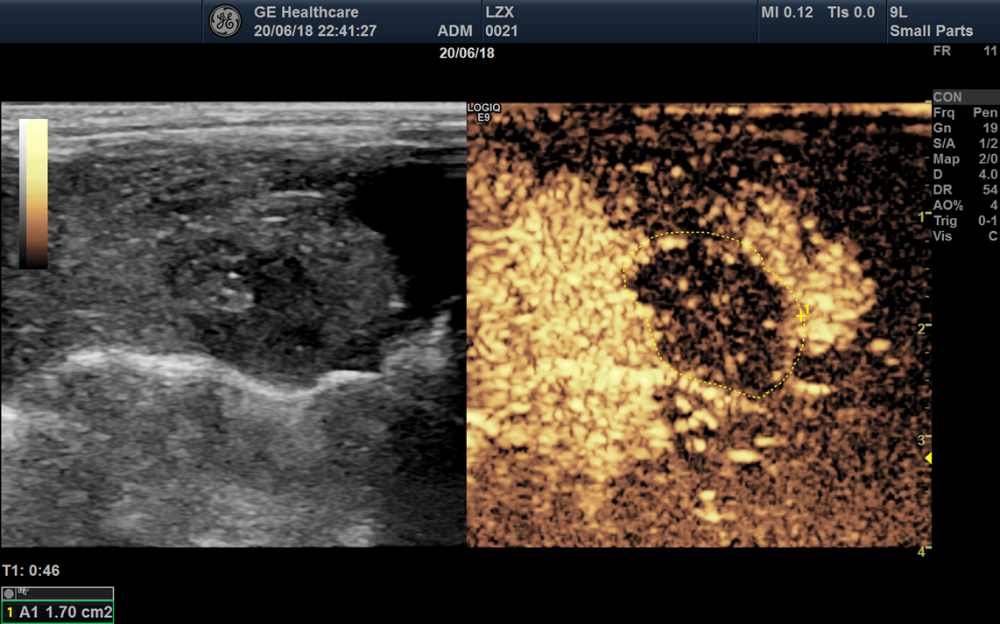 GE Healthcare
20/06/18 22:41:27 ADM
LZX
0021
MI 0.12 TIs 0.0
9L
Small Parts
20/06/18
FR 11
CON
Frq Pen
Gn 19
S/A 1/2
Map 2/0
D 4.0
DR 54
AO% 4
Trig 0-1
Vis C
LOGIQ
E9
1
1
2
3
4
T1: 0:46
1 A1 1.70 cm2